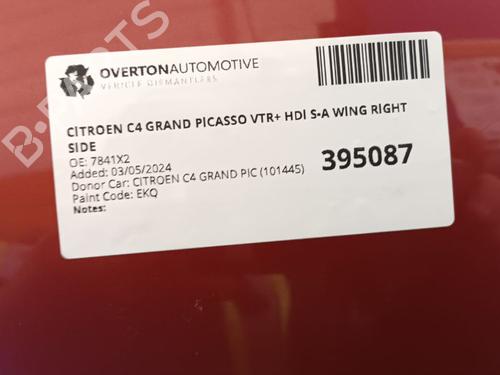 OVERTONAUTOMOTIVE
VEHICLE DISMANTLERS
CITROEN C4 GRAND PICASSO VTR+ HDI S-A WING RIGHT
SIDE
OE: 7841X2
Added: 03/05/2024
Donor Car: CITROEN C4 GRAND PIC (101445)
Paint Code: EKQ
Notes:
395087
B-PARTS